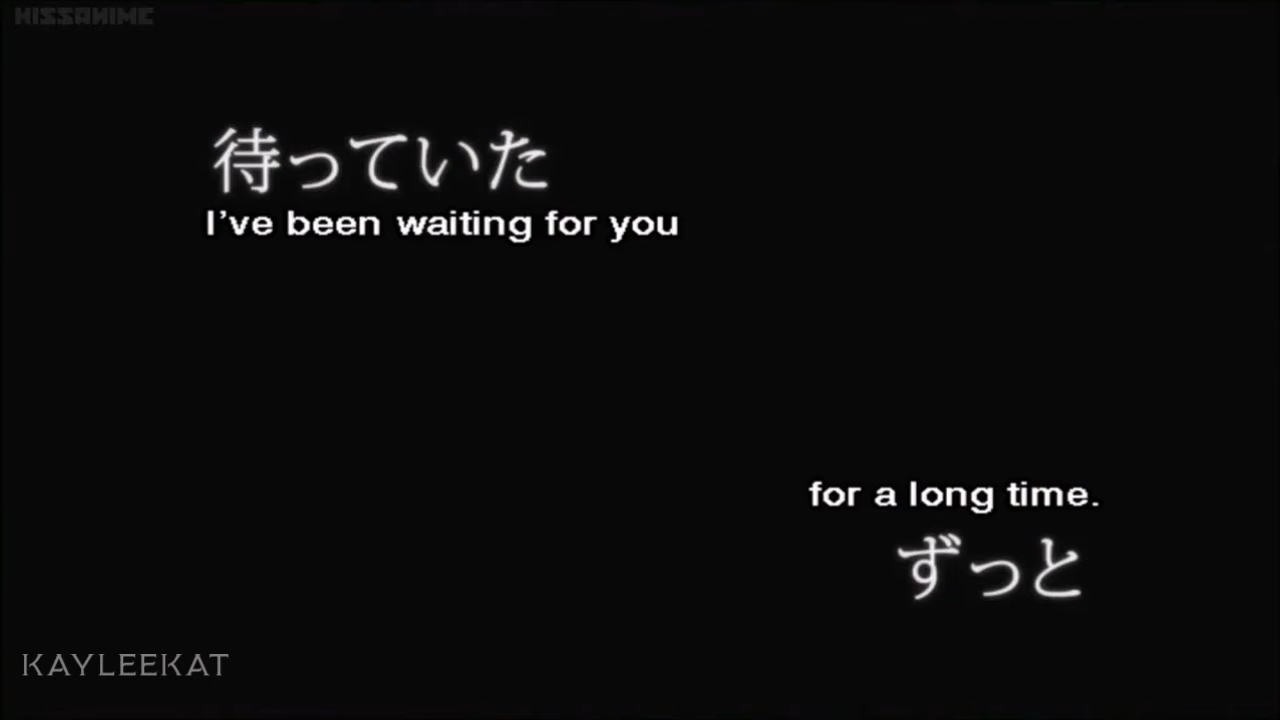 KISSANIME
待っていた
I've been waiting for you
for a long time.
ずっと
KAYLEEKAT